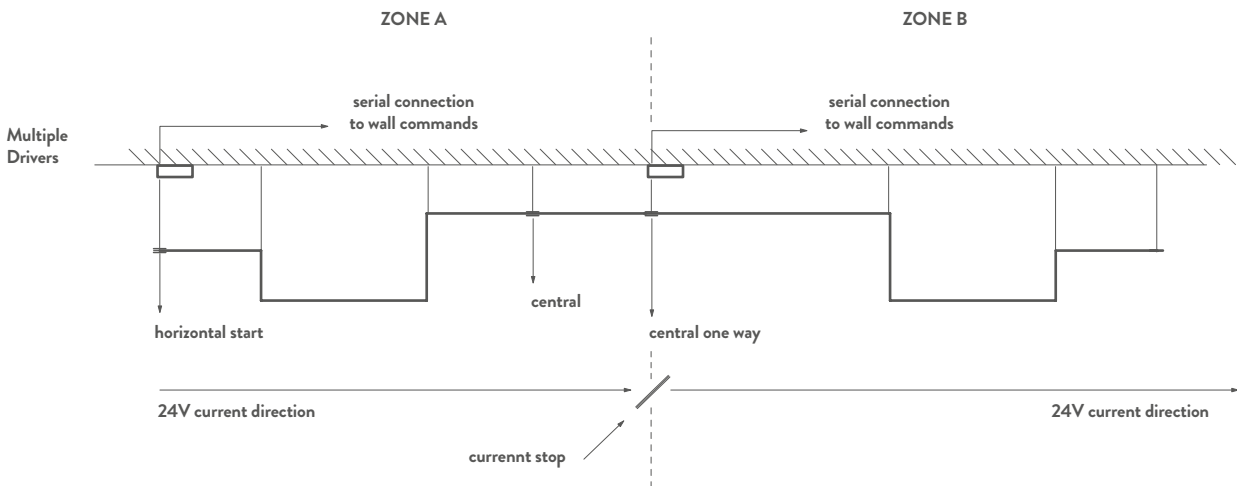 ZONE A
ZONE B
serial connection
to wall commands
serial connection
to wall commands
Multiple
Drivers
central
horizontal start
central one way
24V current direction
24V current direction
currennt stop